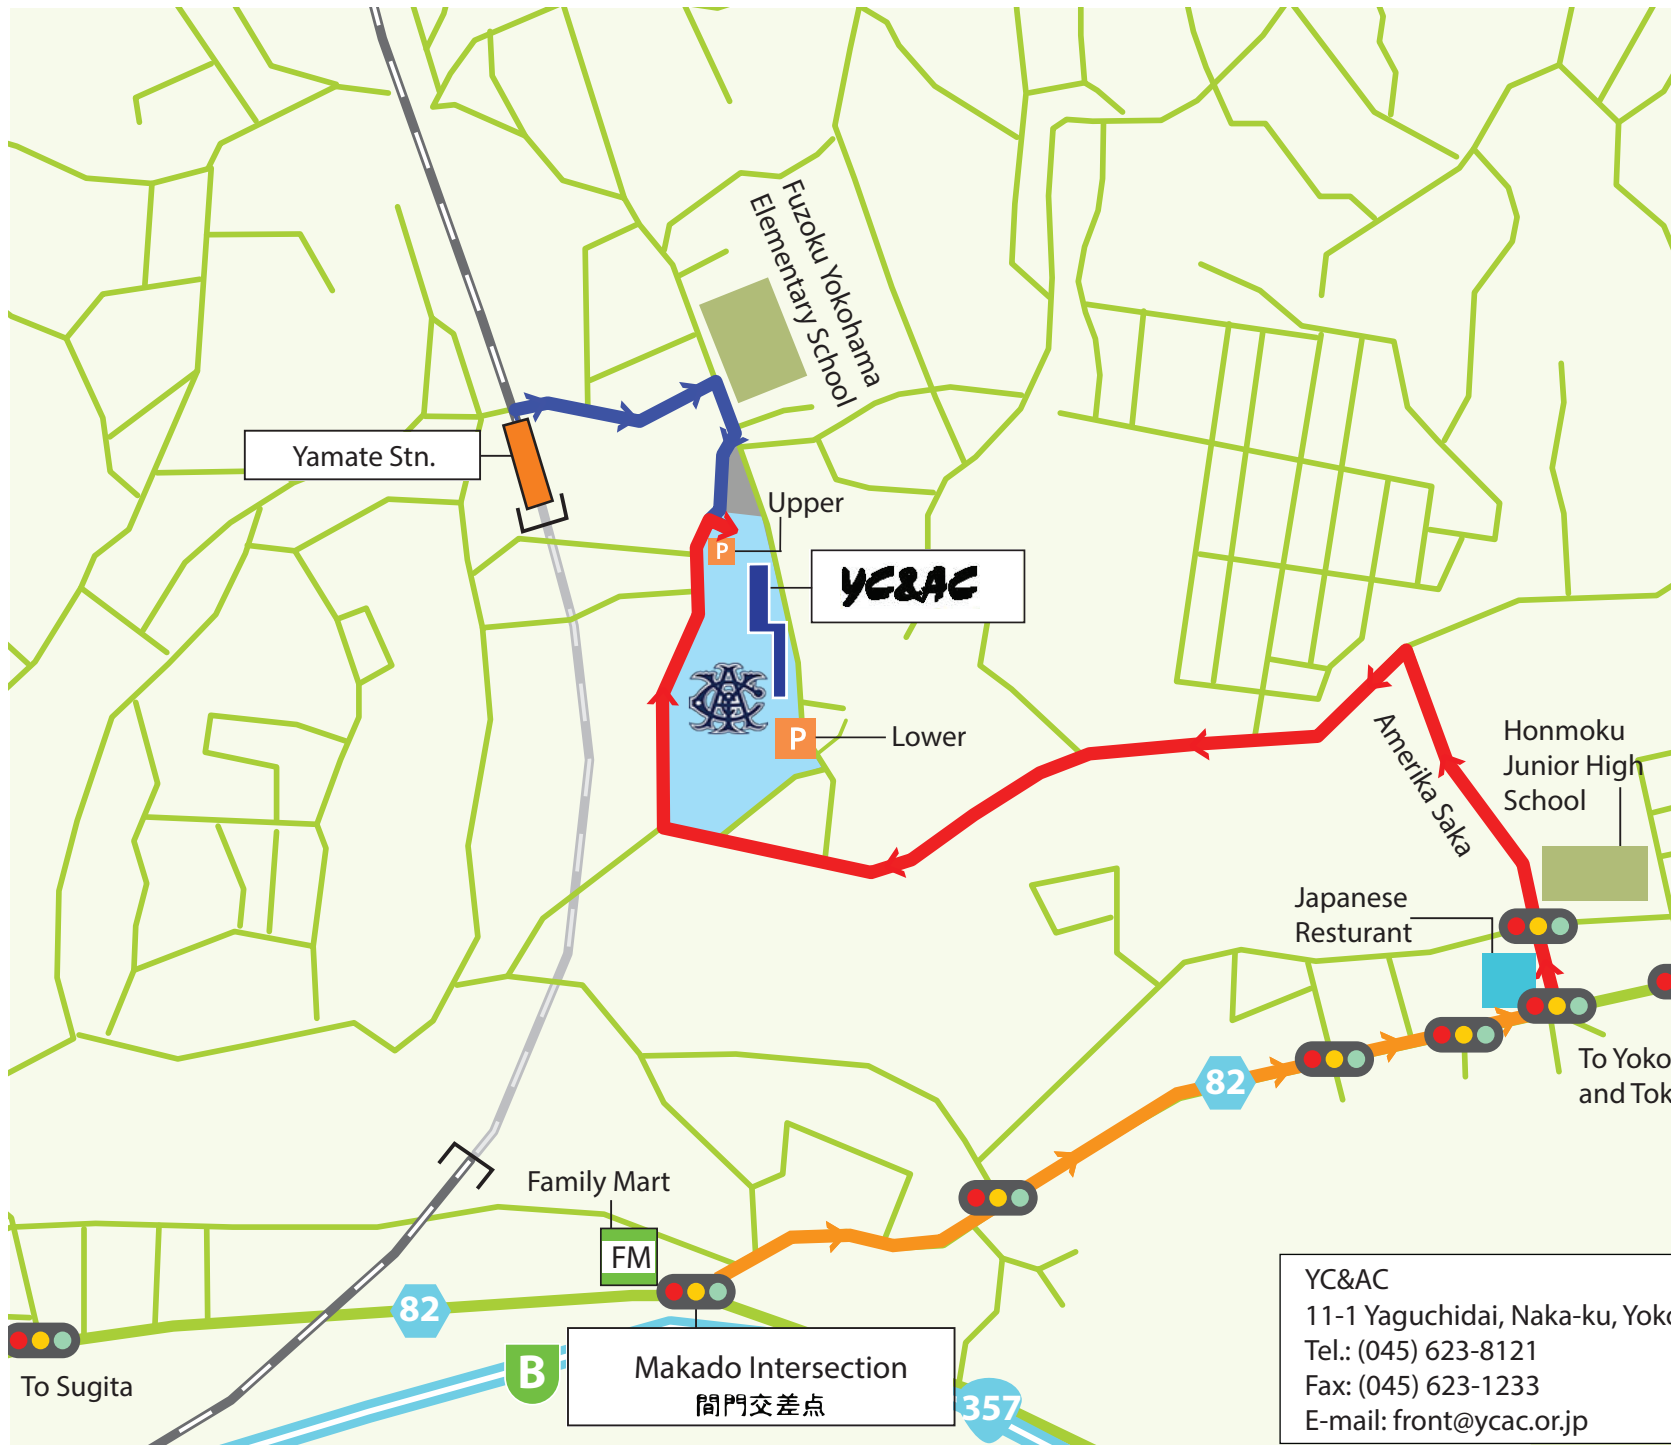 Fuzoku Yokohama
Elementary School
Yamate Stn.
Upper
P
YC&AC
P
Lower
Amerika Saka
Honmoku
Junior High
School
Japanese
Resturant
To Yoko
and Tok
82
Family Mart
FM
82
To Sugita
B
Makado Intersection
間門交差点
357
YC&AC
11-1 Yaguchidai, Naka-ku, Yoko
Tel.: (045) 623-8121
Fax: (045) 623-1233
E-mail: front@ycac.or.jp